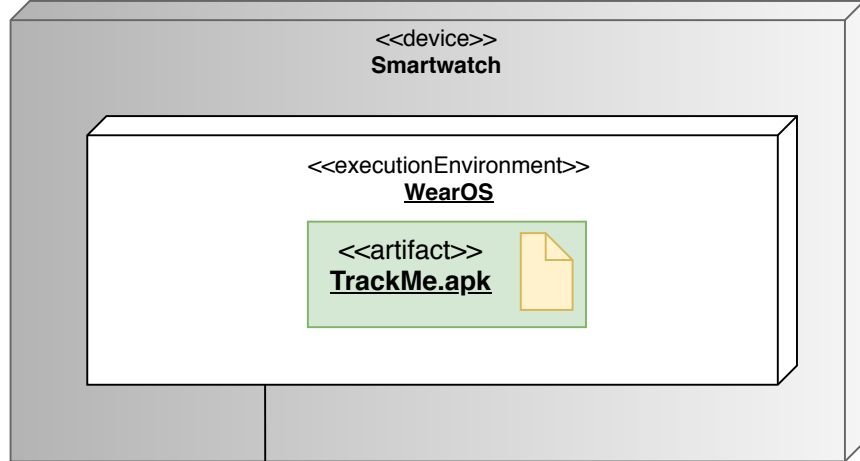 <<device>>
Smartwatch
<<executionEnvironment>>
WearOS
<<artifact>>
TrackMe.apk